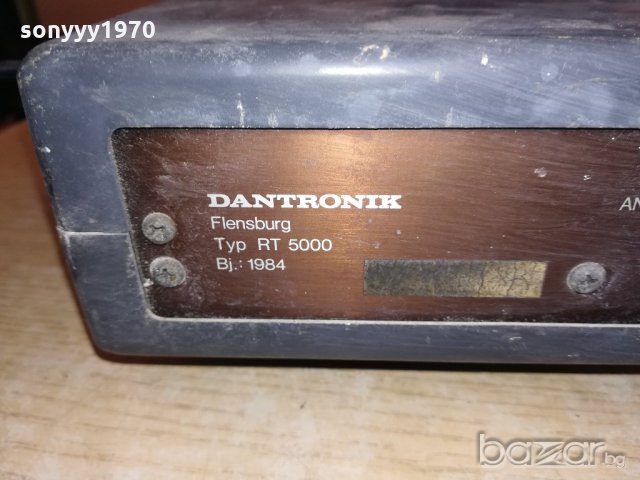 sonyyy1970
DANTRONIK
Flensburg
Typ RT 5000
Bj.: 1984
AN
bazar.bg